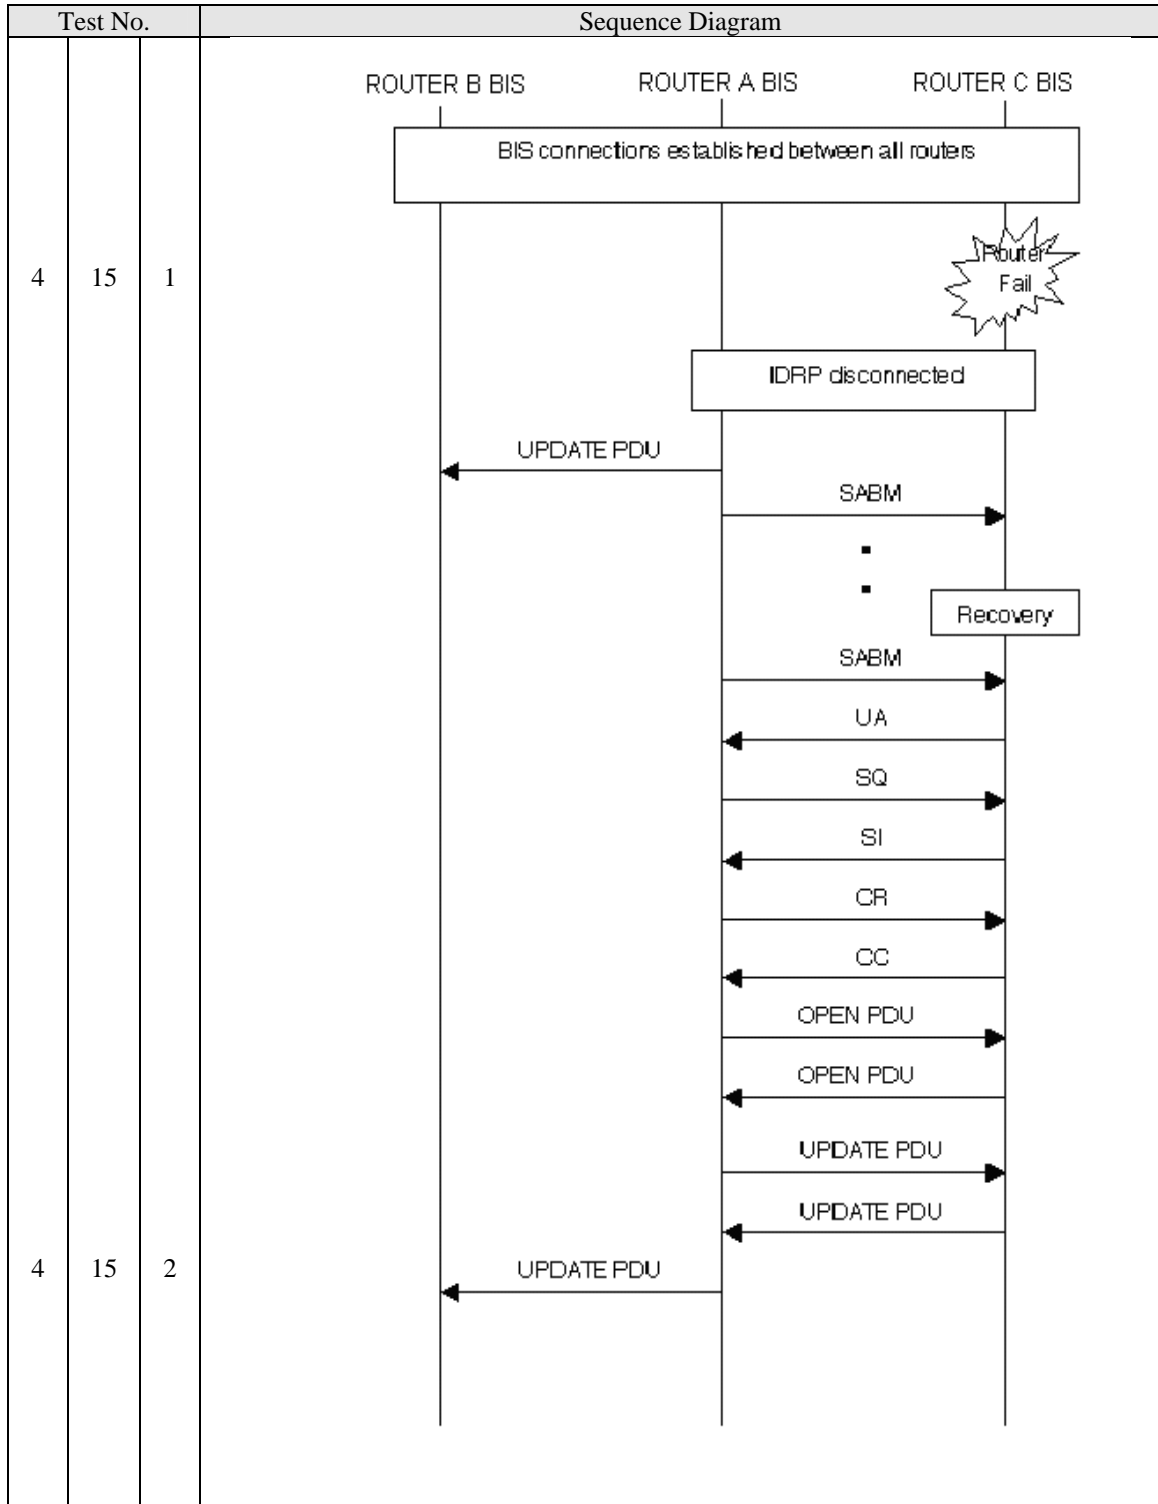 Test No. Sequence Diagram
ROUTER B BIS ROUTER A BIS ROUTER C BIS
BIS connections established between all routers
4 15 1
Router
Fail
IDRP disconnected
UPDATE PDU
SABM
Recovery
SABM
UA
SQ
SI
CR
CC
OPEN PDU
OPEN PDU
UPDATE PDU
UPDATE PDU
4 15 2 UPDATE PDU